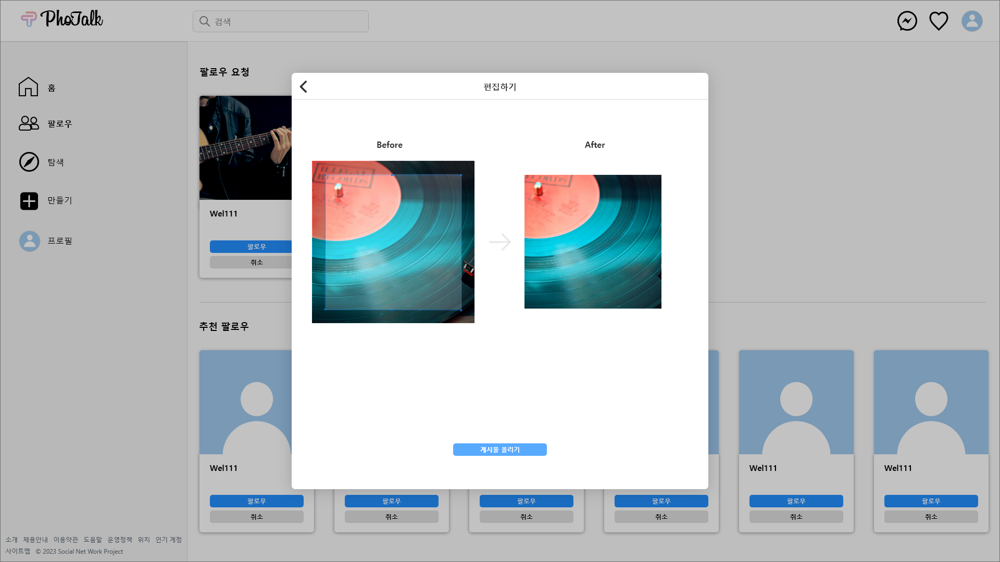 PhoTalk
검색
홈
팔로우
탐색
만들기
프로필
팔로우 요청
Wel111
팔로우
취소
편집하기
Before
After
ILLEGAL
RECORDS
게시물 올리기
추천 팔로우
Wel111
Wel111
Wel111
팔로우 팔로우 팔로우 팔로우 팔로우 팔로우
취소 취소 취소 취소 취소 취소
소개 채용안내 이용약관 도움말 운영정책 위치 인기 계정
사이트맵 © 2023 Social Net Work Project